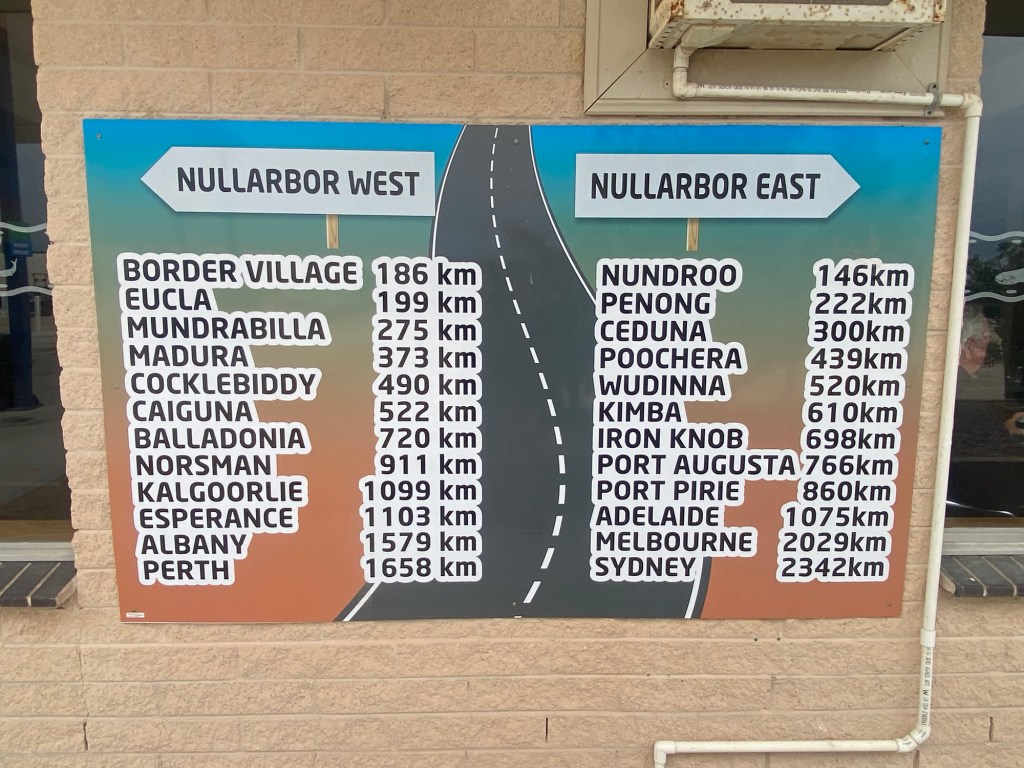 NULLARBOR WEST
BORDER VILLAGE 186 km
EUCLA 199 km
MUNDRABILLA 275 km
MADURA 373 km
COCKLEBIDDY 490 km
CAIGUNA 522 km
BALLADONIA 720 km
NORSMAN 911 km
KALGOORLIE 1099 km
ESPERANCE 1103 km
ALBANY 1579 km
PERTH 1658 km
NULLARBOR EAST
NUNDROO 146km
PENONG 222km
CEDUNA 300km
POOCHERA 439km
WUDINNA 520km
KIMBA 610km
IRON KNOB 698km
PORT AUGUSTA 766km
PORT PIRIE 860km
ADELAIDE 1075km
MELBOURNE 2029km
SYDNEY 2342km